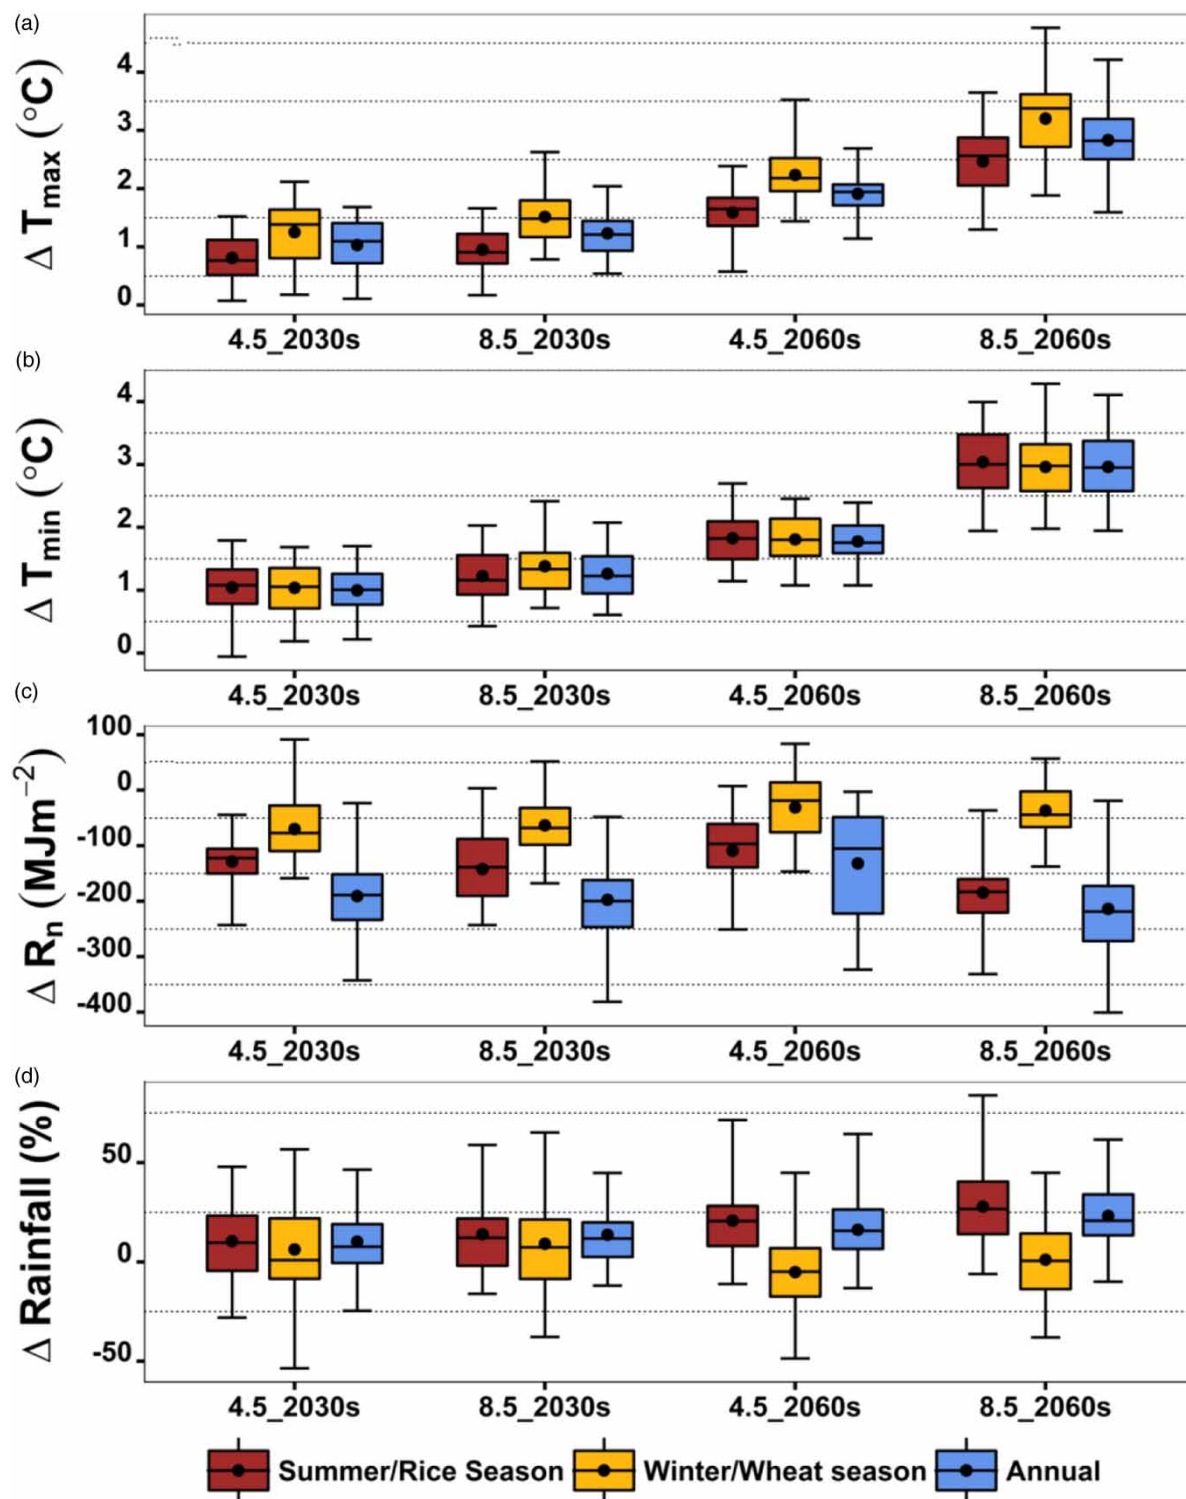 (a)
Δ Tmax (°C)
4
3
2
1
0
4.5_2030s 8.5_2030s 4.5_2060s 8.5_2060s
(b)
Δ Tmin (°C)
4
3
2
1
0
4.5_2030s 8.5_2030s 4.5_2060s 8.5_2060s
(c)
Δ Rn (MJm−2)
100
0
-100
-200
-300
-400
4.5_2030s 8.5_2030s 4.5_2060s 8.5_2060s
(d)
Δ Rainfall (%)
50
0
-50
4.5_2030s 8.5_2030s 4.5_2060s 8.5_2060s
Summer/Rice Season Winter/Wheat season Annual